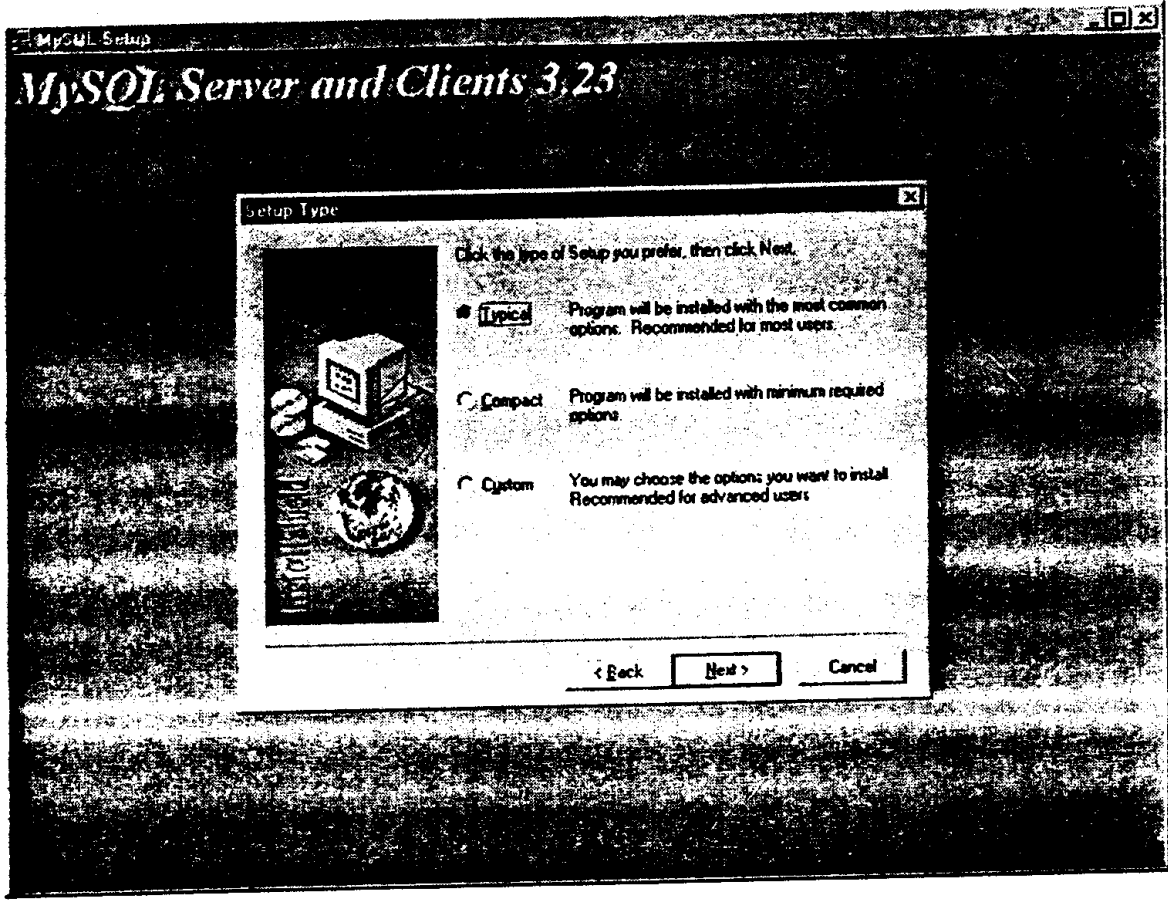 MySQL Setup
MySQL Server and Clients 3.23
Setup Type
Click the type of Setup you prefer, then click Next.
Typical
Program will be installed with the most common
options. Recommended for most users.
Compact
Program will be installed with minimum required
options.
Custom
You may choose the options you want to install.
Recommended for advanced users
InstallShield
< Back
Next >
Cancel